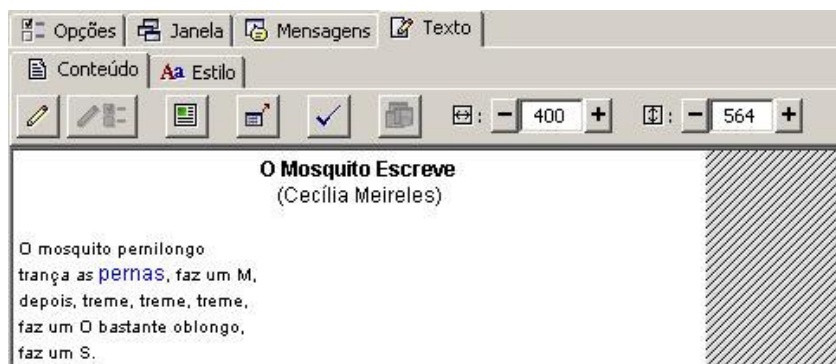 Opções Janela Mensagens Texto
Conteúdo Aa Estilo
: - 400 + : - 564 +
O Mosquito Escreve
(Cecília Meireles)
O mosquito pernilongo
trança as pernas, faz um M,
depois, treme, treme, treme,
faz um O bastante oblongo,
faz um S.